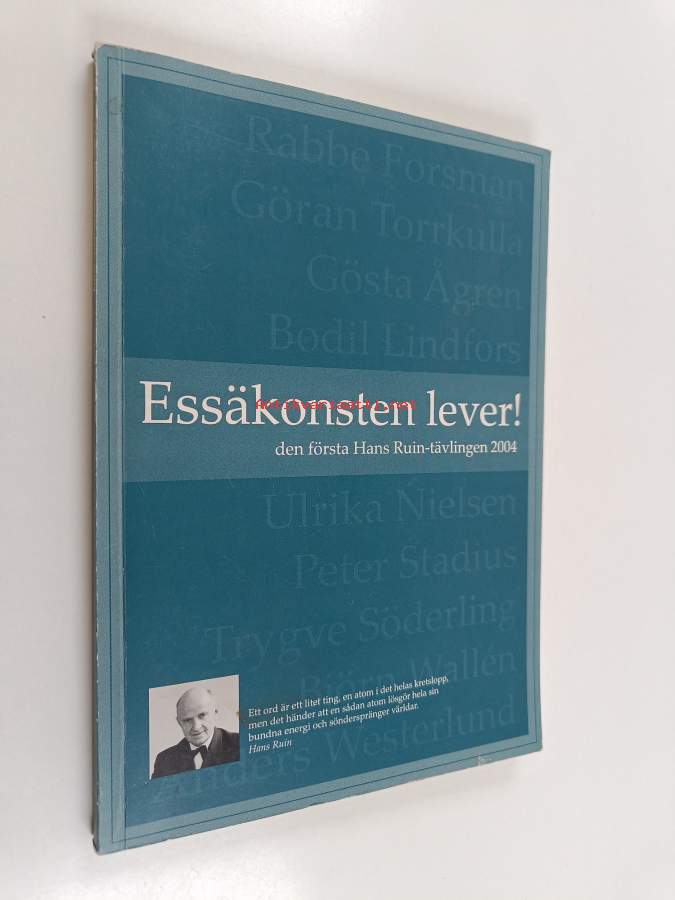 Rabbe Forsman
Göran Torrkulla
Gösta Ågren
Bodil Lindfors
Essäkonsten lever!
antikvariaatti.net
den första Hans Ruin-tävlingen 2004
Ulrika Nielsen
Peter Stadius
Trygve Söderling
Björn Wallén
Ett ord är ett litet ting, en atom i det helas kretslopp,
men det händer att en sådan atom lösgör hela sin
bundna energi och sönderspränger världar.
Hans Ruin
Anders Westerlund